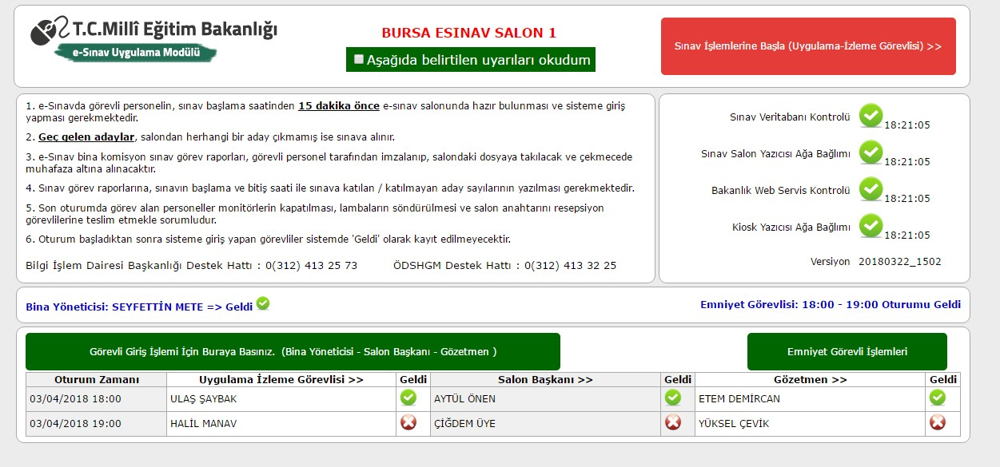 T.C.Millî Eğitim Bakanlığı
e-Sınav Uygulama Modülü
BURSA ESINAV SALON 1
Aşağıda belirtilen uyarıları okudum
Sınav İşlemlerine Başla (Uygulama-İzleme Görevlisi) >>
1. e-Sınavda görevli personelin, sınav başlama saatinden 15 dakika önce e-sınav salonunda hazır bulunması ve sisteme giriş
yapması gerekmektedir.
2. Geç gelen adaylar, salondan herhangi bir aday çıkmamış ise sınava alınır.
3. e-Sınav bina komisyon sınav görev raporları, görevli personel tarafından imzalanıp, salondaki dosyaya takılacak ve çekmecede
muhafaza altına alınacaktır.
4. Sınav görev raporlarına, sınavın başlama ve bitiş saati ile sınava katılan / katılmayan aday sayılarının yazılması gerekmektedir.
5. Son oturumda görev alan personeller monitörlerin kapatılması, lambaların söndürülmesi ve salon anahtarını resepsiyon
görevlilerine teslim etmekle sorumludur.
6. Oturum başladıktan sonra sisteme giriş yapan görevliler sistemde 'Geldi' olarak kayıt edilmeyecektir.
Bilgi İşlem Dairesi Başkanlığı Destek Hattı : 0(312) 413 25 73 ÖDSHGM Destek Hattı : 0(312) 413 32 25
Sınav Veritabanı Kontrolü 18:21:05
Sınav Salon Yazıcısı Ağa Bağlımı 18:21:05
Bakanlık Web Servis Kontrolü 18:21:05
Kiosk Yazıcısı Ağa Bağlımı 18:21:05
Versiyon 20180322_1502
Bina Yöneticisi: SEYFETTİN METE => Geldi
Emniyet Görevlisi: 18:00 - 19:00 Oturumu Geldi
Görevli Giriş İşlemi İçin Buraya Basınız. (Bina Yöneticisi - Salon Başkanı - Gözetmen )
Emniyet Görevli İşlemleri
Oturum Zamanı Uygulama İzleme Görevlisi >> Geldi Salon Başkanı >> Geldi Gözetmen >> Geldi
03/04/2018 18:00 ULAŞ ŞAYBAK AYTÜL ÖNEN ETEM DEMİRCAN
03/04/2018 19:00 HALİL MANAV ÇİĞDEM ÜYE YÜKSEL ÇEVİK